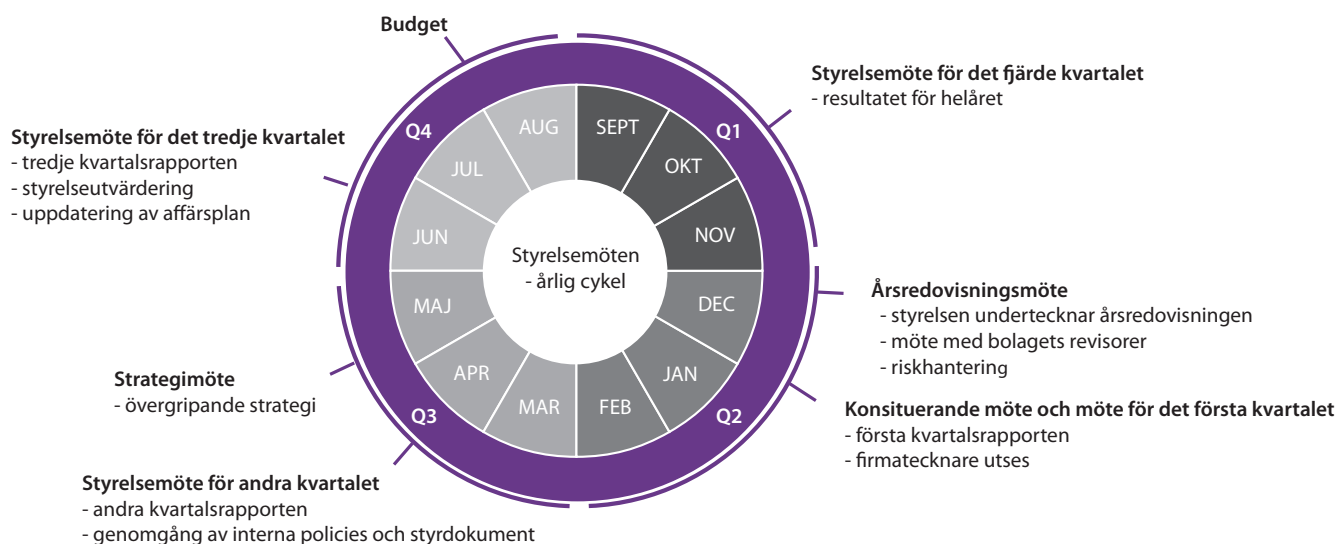 Budget
Styrelsemöte för det fjärde kvartalet
- resultatet för helåret
Styrelsemöte för det tredje kvartalet
- tredje kvartalsrapporten
- styrelseutvärdering
- uppdatering av affärsplan
Årsredovisningsmöte
- styrelsen undertecknar årsredovisningen
- möte med bolagets revisorer
- riskhantering
Konsituerande möte och möte för det första kvartalet
- första kvartalsrapporten
- firmatecknare utses
Strategimöte
- övergripande strategi
Styrelsemöte för andra kvartalet
- andra kvartalsrapporten
- genomgång av interna policies och styrdokument
Q1
Q2
Q3
Q4
SEPT
OKT
NOV
DEC
JAN
FEB
MAR
APR
MAJ
JUN
JUL
AUG
Styrelsemöten
- årlig cykel